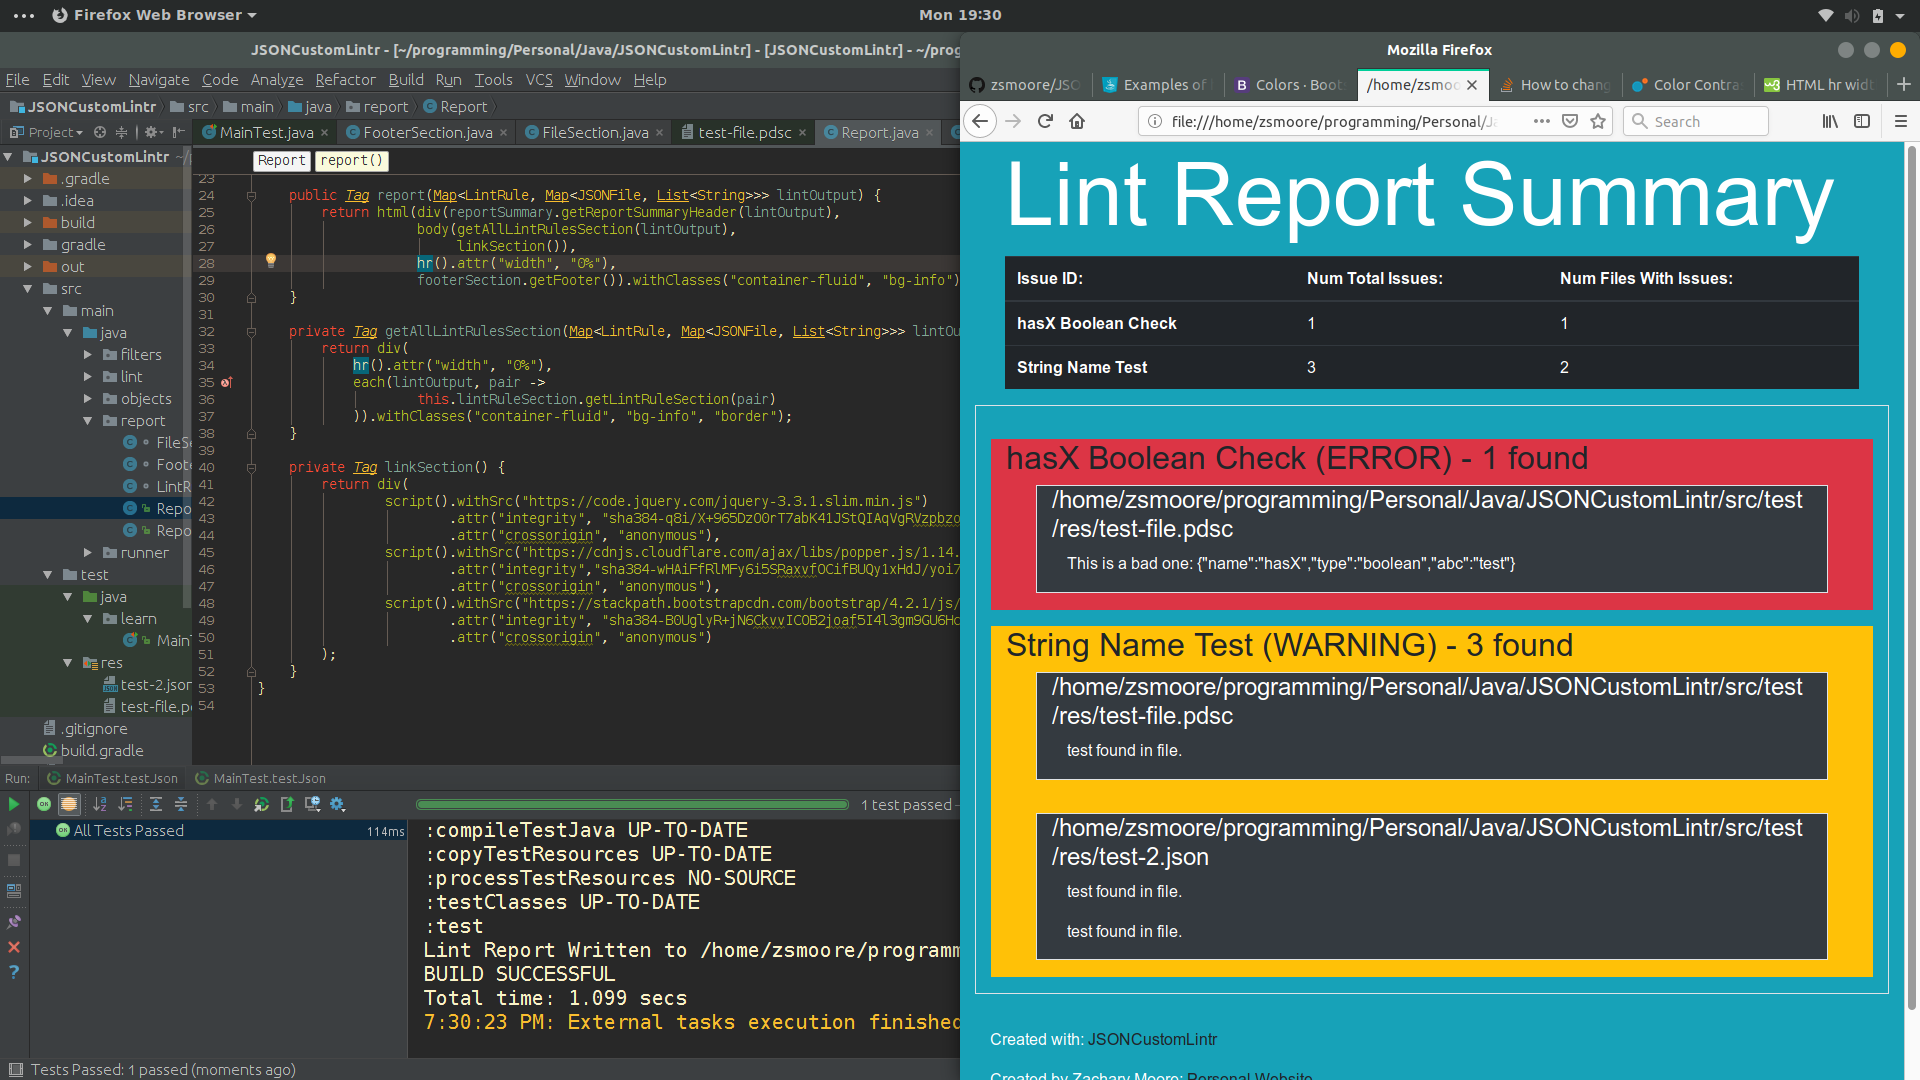 Firefox Web Browser
Mon 19:30
JSONCustomLintr - [~/programming/Personal/Java/JSONCustomLintr] - [JSONCustomLintr] - ~/prog
File Edit View Navigate Code Analyze Refactor Build Run Tools VCS Window Help
JSONCustomLintr src main java report Report
Project
MainTest.java FooterSection.java FileSection.java test-file.pdsc Report.java
JSONCustomLintr
.gradle
.idea
build
gradle
out
src
main
java
filters
lint
objects
report
FileS
Foote
LintR
Repo
Repo
runner
test
java
learn
MainT
res
test-2.json
test-file.pd
.gitignore
build.gradle
Report report()
23
24 public Tag report(Map<LintRule, Map<JSONFile, List<String>>> lintOutput) {
25 return html(div(reportSummary.getReportSummaryHeader(lintOutput),
26 body(getAllLintRulesSection(lintOutput),
27 linkSection()),
28 hr().attr("width", "0%"),
29 footerSection.getFooter()).withClasses("container-fluid", "bg-info")
30 }
31
32 private Tag getAllLintRulesSection(Map<LintRule, Map<JSONFile, List<String>>> lintOu
33 return div(
34 hr().attr("width", "0%"),
35 each(lintOutput, pair ->
36 this.lintRuleSection.getLintRuleSection(pair)
37 )).withClasses("container-fluid", "bg-info", "border");
38 }
39
40 private Tag linkSection() {
41 return div(
42 script().withSrc("https://code.jquery.com/jquery-3.3.1.slim.min.js")
43 .attr("integrity", "sha384-q8i/X+965DzO0rT7abK41JStQIAqVgRVzpbzo
44 .attr("crossorigin", "anonymous"),
45 script().withSrc("https://cdnjs.cloudflare.com/ajax/libs/popper.js/1.14.
46 .attr("integrity","sha384-wHAiFfRlMFy6i5SRaxvfOCifBUQy1xHdJ/yoi7
47 .attr("crossorigin", "anonymous"),
48 script().withSrc("https://stackpath.bootstrapcdn.com/bootstrap/4.2.1/js/
49 .attr("integrity", "sha384-B0UglyR+jN6CkvvICOB2joaf5I4l3gm9GU6Hc
50 .attr("crossorigin", "anonymous")
51 );
52 }
53 }
54
Run: MainTest.testJson MainTest.testJson
1 test passed
All Tests Passed 114ms
:compileTestJava UP-TO-DATE
:copyTestResources UP-TO-DATE
:processTestResources NO-SOURCE
:testClasses UP-TO-DATE
:test
Lint Report Written to /home/zsmoore/programm
BUILD SUCCESSFUL
Total time: 1.099 secs
7:30:23 PM: External tasks execution finished
Tests Passed: 1 passed (moments ago)
Mozilla Firefox
zsmoore/JSO Examples of Colors · Boots /home/zsmoo How to chang Color Contra HTML hr widt
file:///home/zsmoore/programming/Personal/Ja Search
Lint Report Summary
Issue ID: Num Total Issues: Num Files With Issues:
hasX Boolean Check 1 1
String Name Test 3 2
hasX Boolean Check (ERROR) - 1 found
/home/zsmoore/programming/Personal/Java/JSONCustomLintr/src/test
/res/test-file.pdsc
This is a bad one: {"name":"hasX","type":"boolean","abc":"test"}
String Name Test (WARNING) - 3 found
/home/zsmoore/programming/Personal/Java/JSONCustomLintr/src/test
/res/test-file.pdsc
test found in file.
/home/zsmoore/programming/Personal/Java/JSONCustomLintr/src/test
/res/test-2.json
test found in file.
test found in file.
Created with: JSONCustomLintr
Created by Zachary Moore: Personal Website